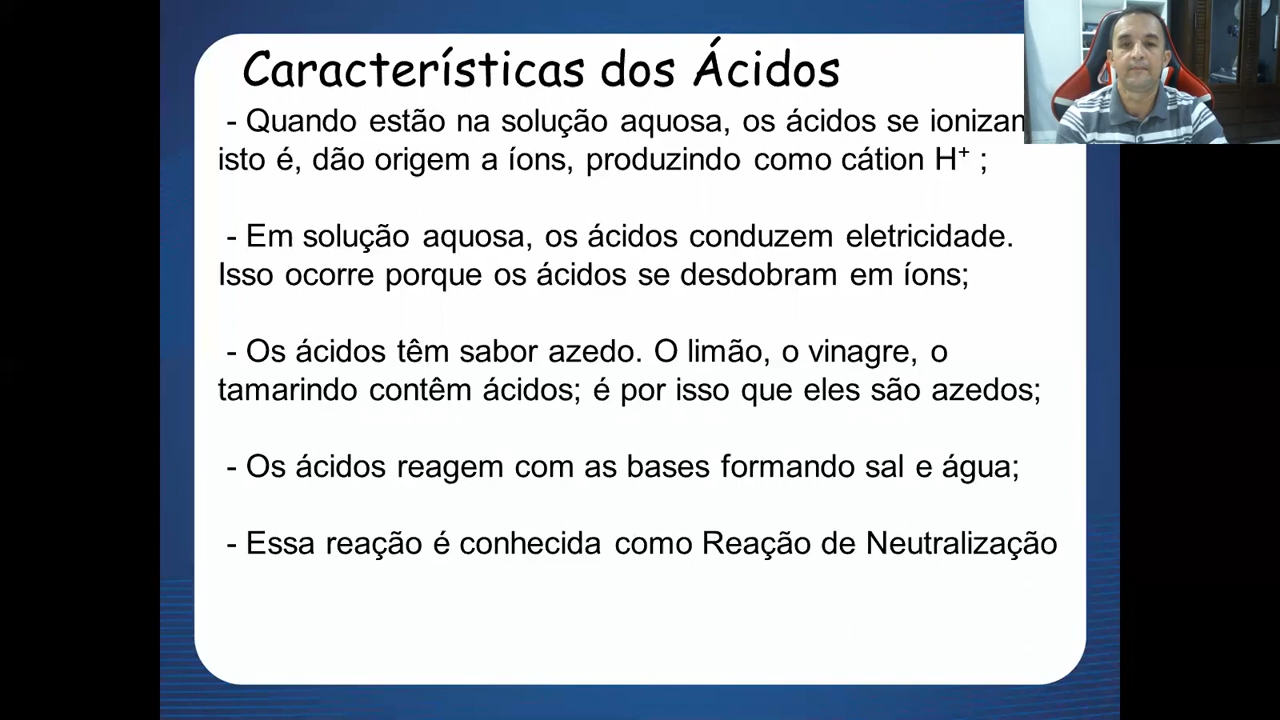 Características dos Ácidos
- Quando estão na solução aquosa, os ácidos se ionizam
isto é, dão origem a íons, produzindo como cátion H⁺ ;
- Em solução aquosa, os ácidos conduzem eletricidade.
Isso ocorre porque os ácidos se desdobram em íons;
- Os ácidos têm sabor azedo. O limão, o vinagre, o
tamarindo contêm ácidos; é por isso que eles são azedos;
- Os ácidos reagem com as bases formando sal e água;
- Essa reação é conhecida como Reação de Neutralização